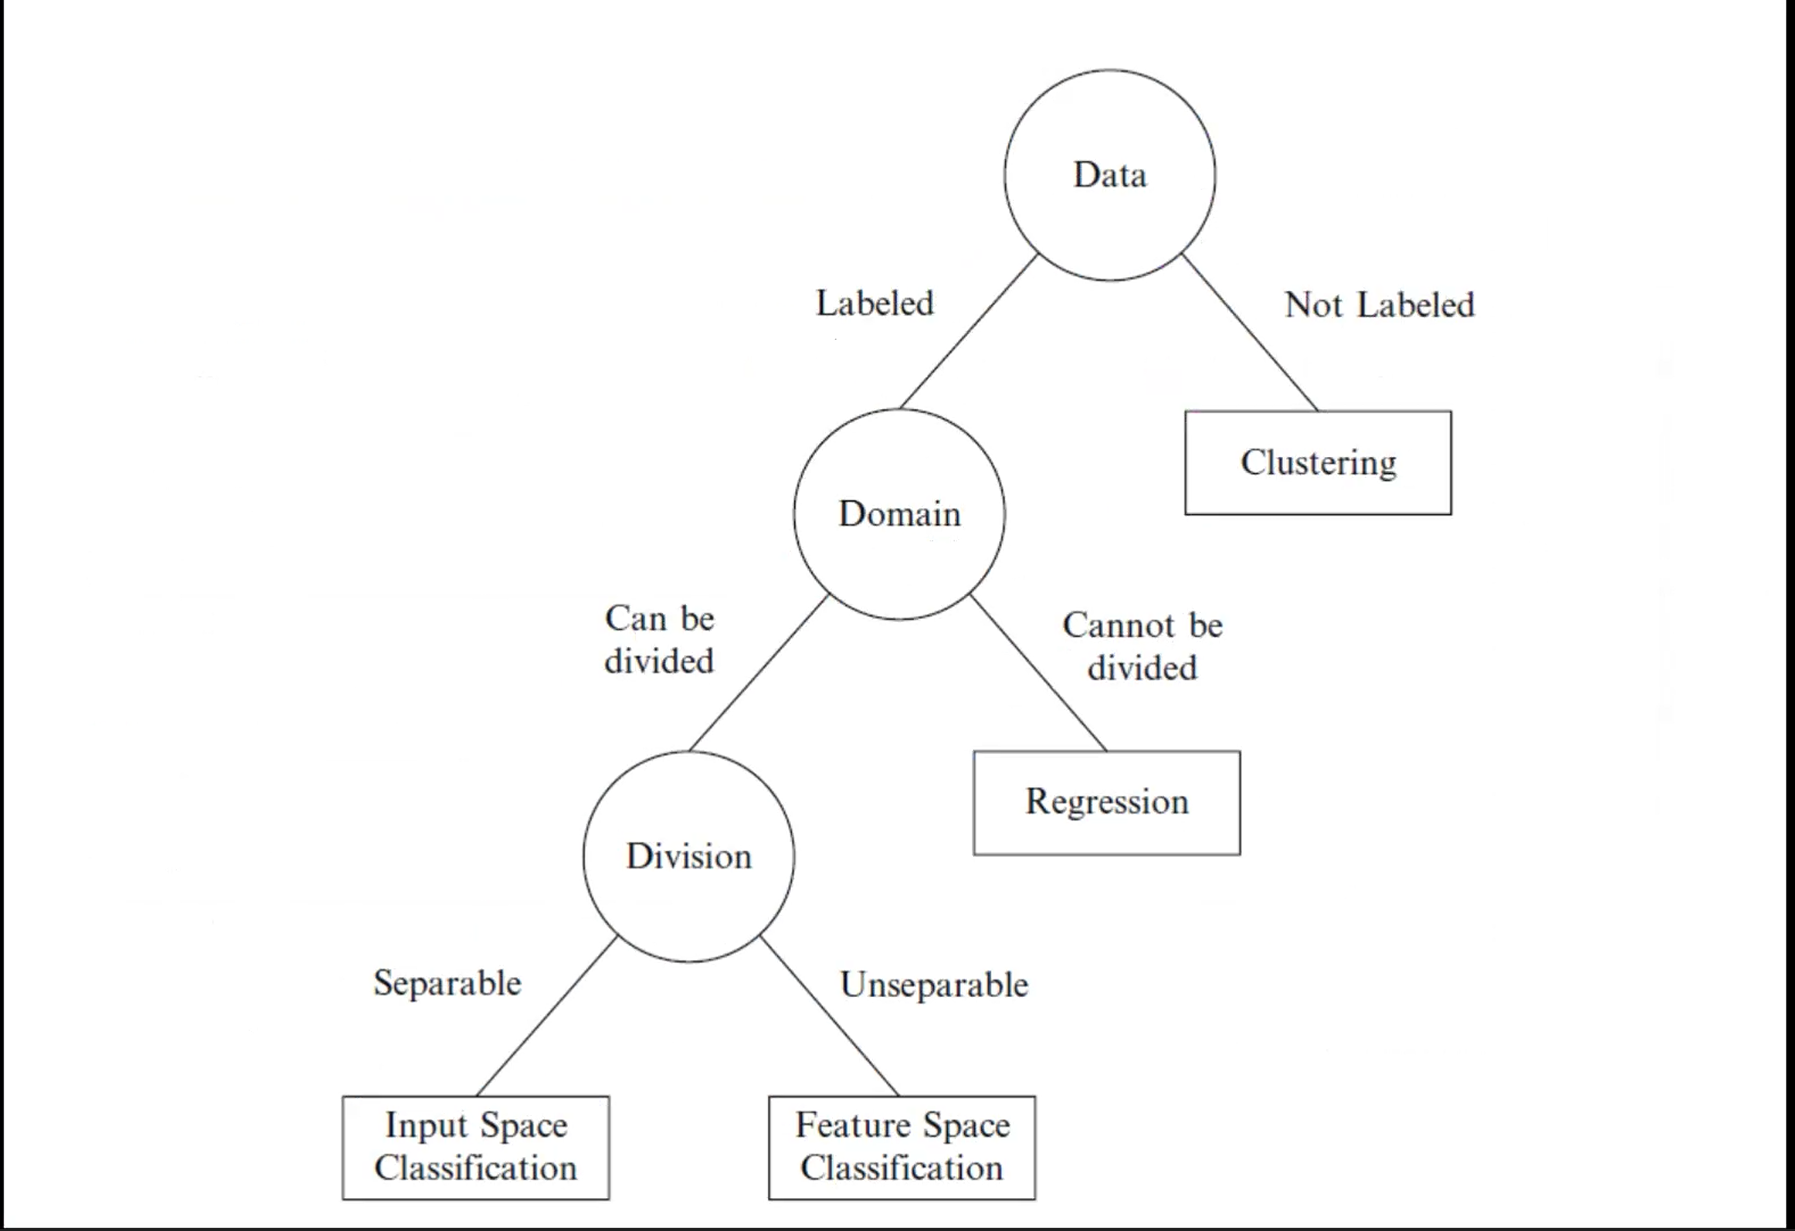 Data
Labeled
Not Labeled
Clustering
Domain
Can be
divided
Cannot be
divided
Regression
Division
Separable
Unseparable
Input Space
Classification
Feature Space
Classification